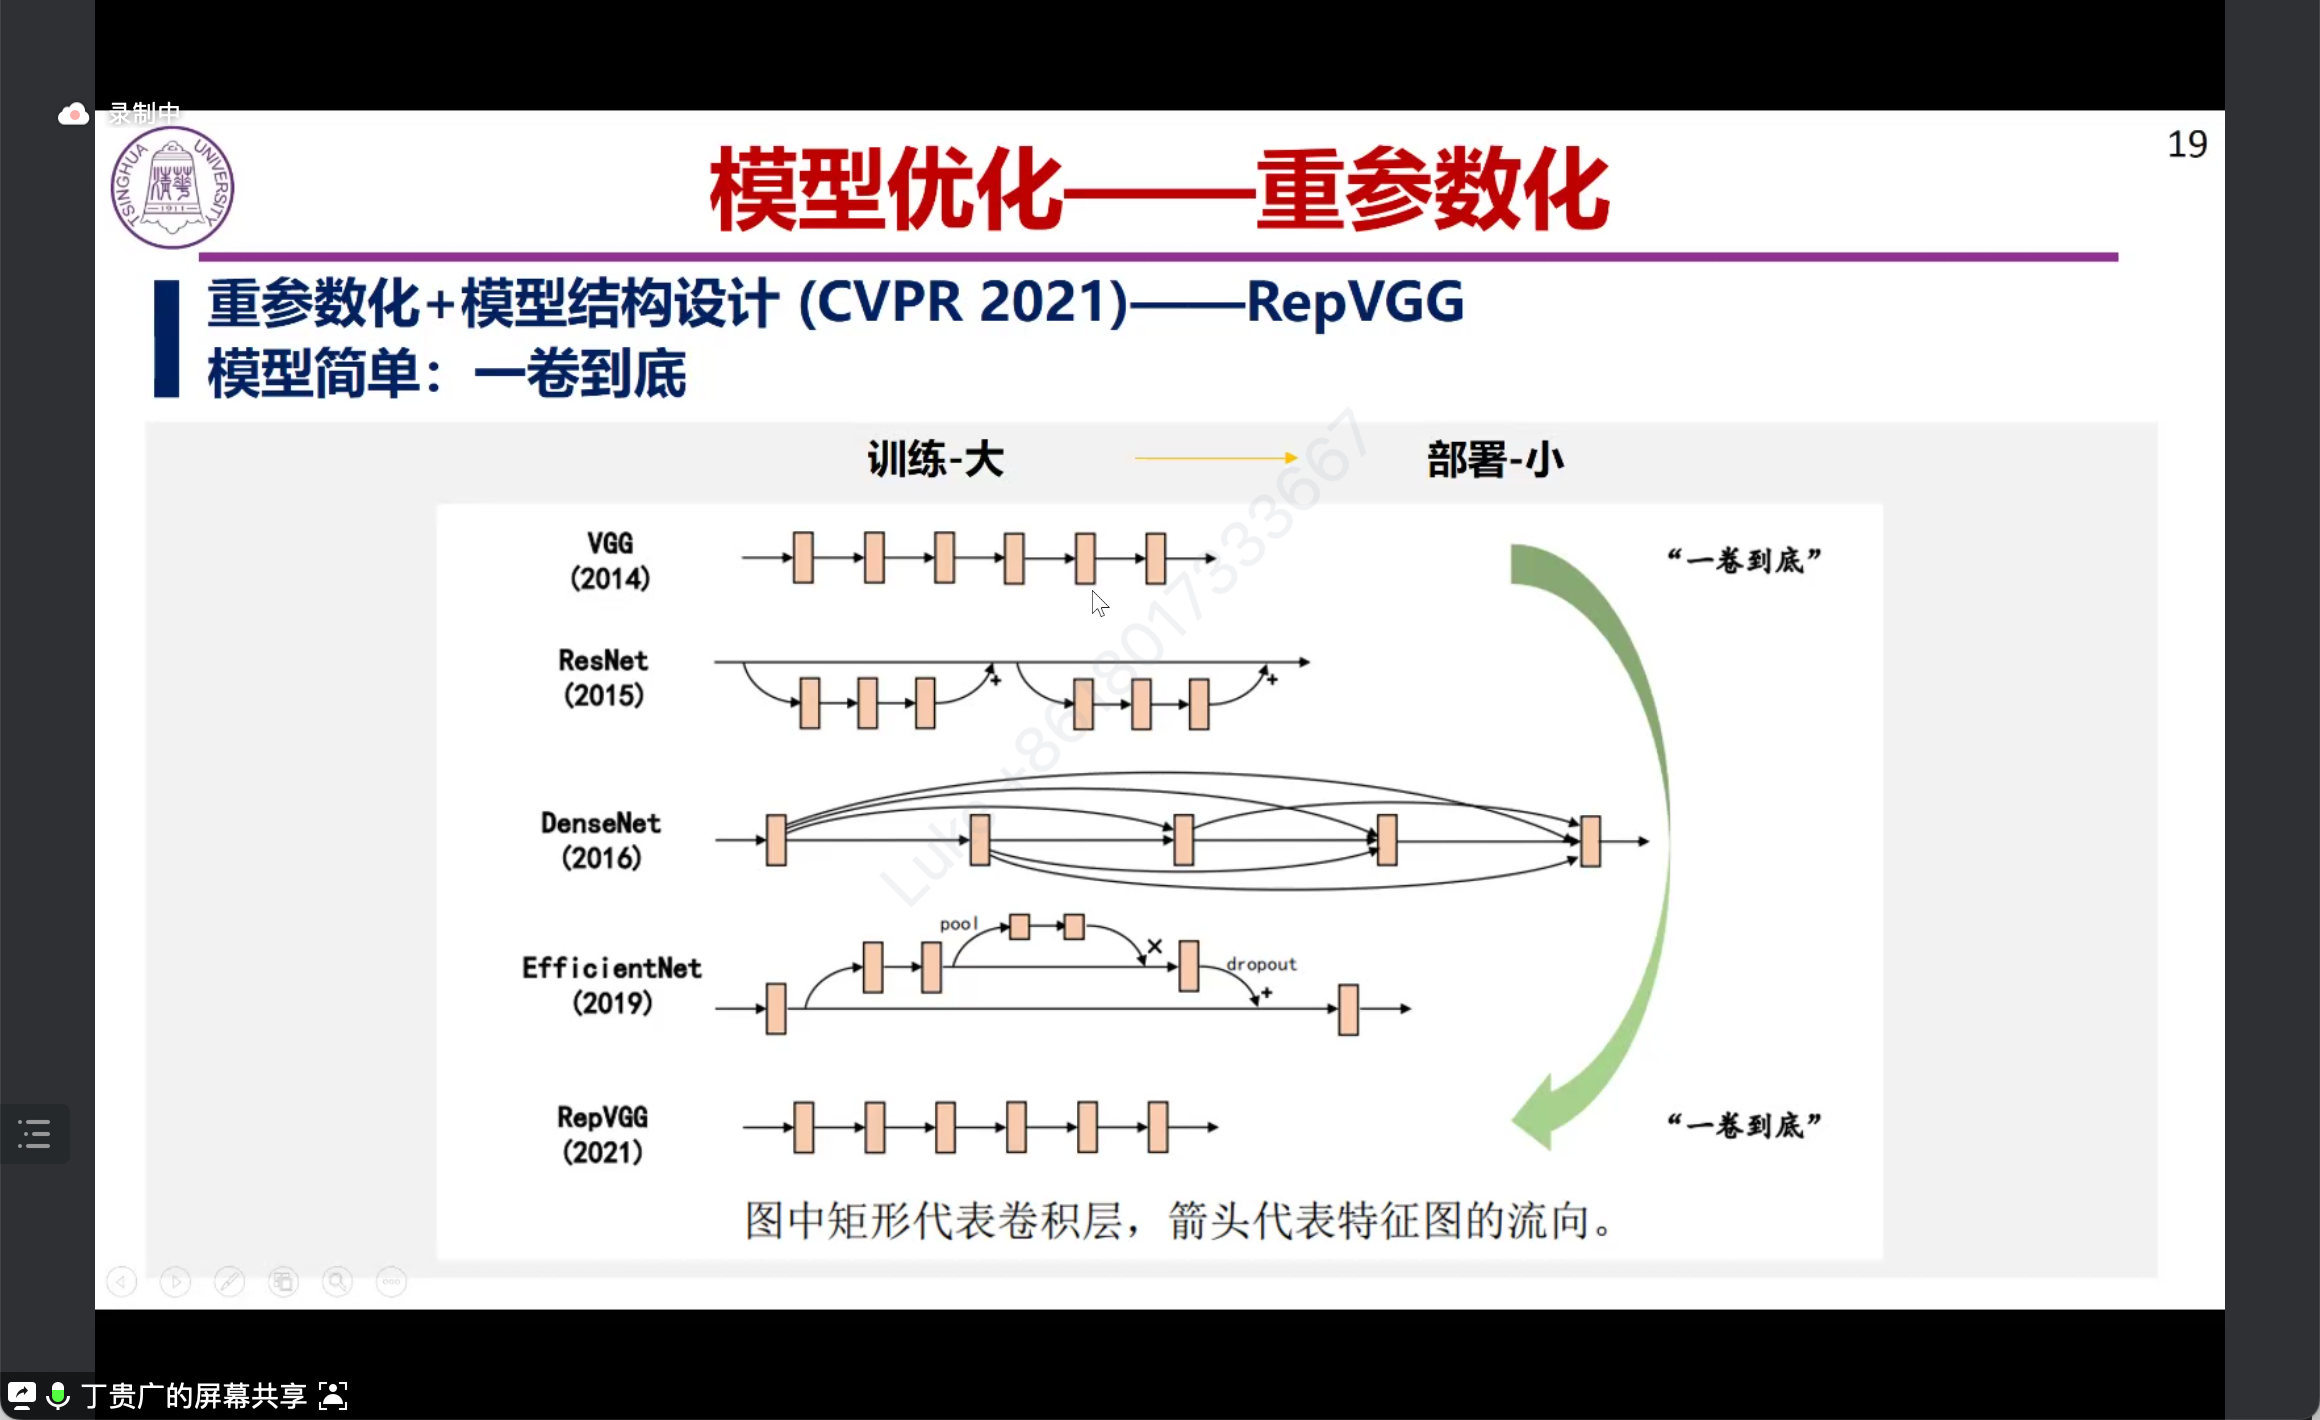 录制中
TSINGHUA UNIVERSITY
清華
1911
19
模型优化——重参数化
重参数化+模型结构设计 (CVPR 2021)——RepVGG
模型简单：一卷到底
训练-大
部署-小
VGG
(2014)
“一卷到底”
ResNet
(2015)
+
+
DenseNet
(2016)
pool
×
EfficientNet
(2019)
dropout
+
RepVGG
(2021)
“一卷到底”
图中矩形代表卷积层，箭头代表特征图的流向。
Luke +8618017333667
丁贵广的屏幕共享